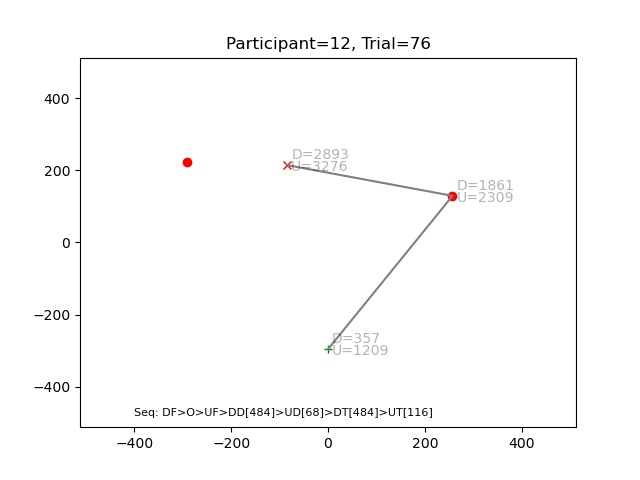 Participant=12, Trial=76
400
200
0
−200
−400
D=2893
U=3276
D=1861
U=2309
D=357
U=1209
Seq: DF>O>UF>DD[484]>UD[68]>DT[484]>UT[116]
−400 −200 0 200 400